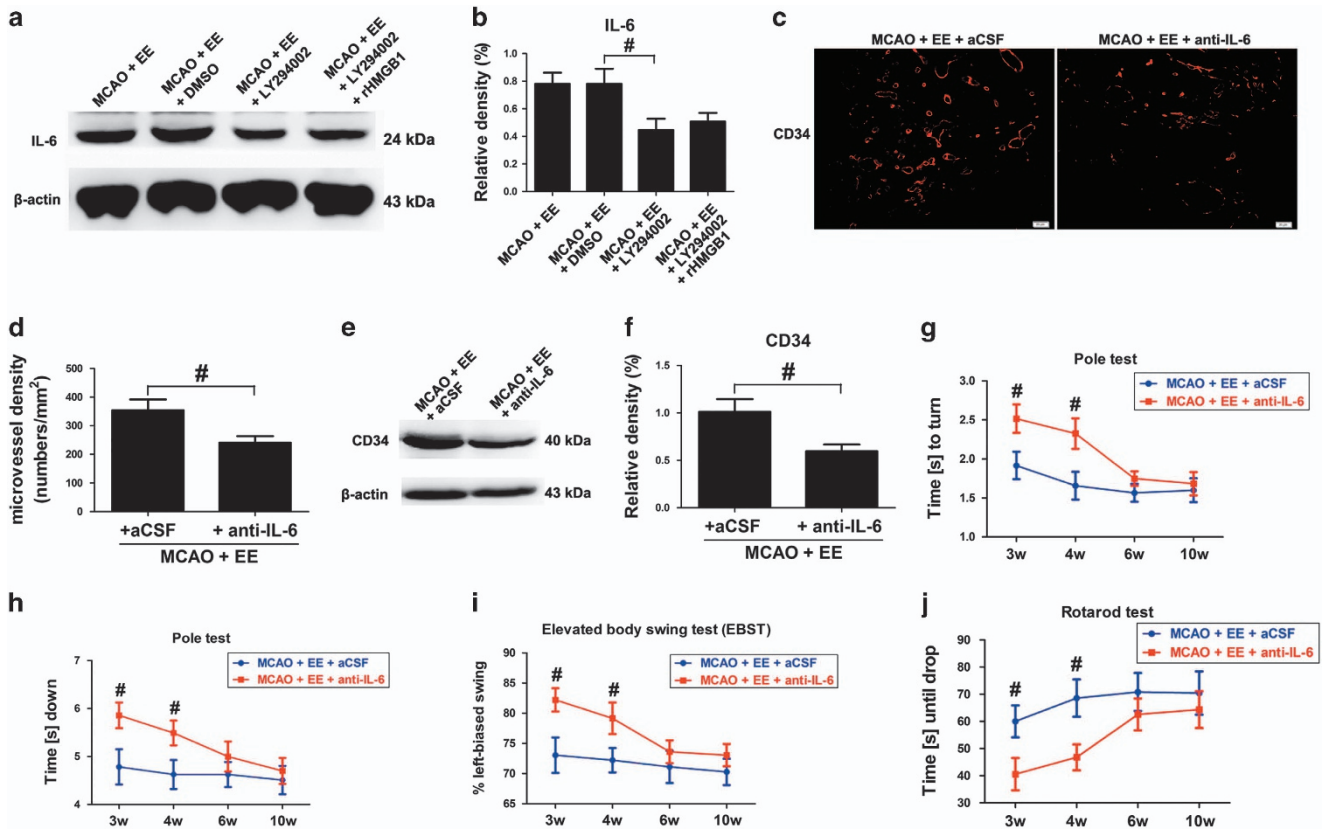 a
MCAO + EE
MCAO + EE
+ DMSO
MCAO + EE
+ LY294002
MCAO + EE
+ LY294002
+ rHMGB1
IL-6
24 kDa
β-actin
43 kDa
b
IL-6
#
Relative density (%)
1.0
0.8
0.6
0.4
0.2
0.0
MCAO + EE
MCAO + EE
+ DMSO
MCAO + EE
+ LY294002
MCAO + EE
+ LY294002
+ rHMGB1
c
MCAO + EE + aCSF
MCAO + EE + anti-IL-6
CD34
d
#
microvessel density
(numbers/mm²)
500
400
300
200
100
0
+aCSF
+ anti-IL-6
MCAO + EE
e
MCAO + EE
+ aCSF
MCAO + EE
+ anti-IL-6
CD34
40 kDa
β-actin
43 kDa
f
CD34
#
Relative density (%)
1.5
1.0
0.5
0.0
+aCSF
+ anti-IL-6
MCAO + EE
g
Pole test
MCAO + EE + aCSF
MCAO + EE + anti-IL-6
# #
Time [s] to turn
3.0
2.5
2.0
1.5
1.0
3w 4w 6w 10w
h
Pole test
MCAO + EE + aCSF
MCAO + EE + anti-IL-6
# #
Time [s] down
7
6
5
4
3w 4w 6w 10w
i
Elevated body swing test (EBST)
MCAO + EE + aCSF
MCAO + EE + anti-IL-6
# #
% left-biased swing
90
85
80
75
70
65
3w 4w 6w 10w
j
Rotarod test
MCAO + EE + aCSF
MCAO + EE + anti-IL-6
# #
Time [s] until drop
90
80
70
60
50
40
30
3w 4w 6w 10w